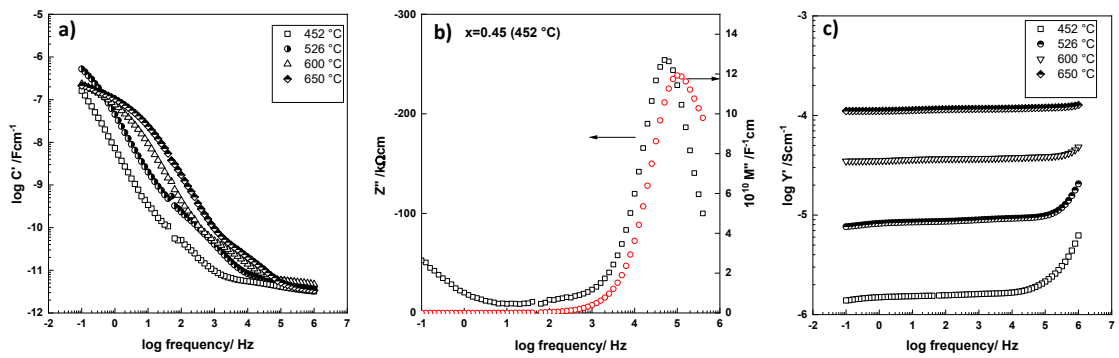 a)
452 °C
526 °C
600 °C
650 °C
-5
-6
-7
-8
-9
-10
-11
-12
log C' /Fcm-1
-1 0 1 2 3 4 5 6 7
log frequency/ Hz
b)
x=0.45 (452 °C)
-300
-200
-100
0
Z'' /kΩcm
14
12
10
8
6
4
2
0
10^10 M'' /F-1cm
-1 0 1 2 3 4 5 6
log frequency/ Hz
c)
452 °C
526 °C
600 °C
650 °C
-3
-4
-5
-6
log Y' /Scm-1
-2 -1 0 1 2 3 4 5 6 7
log frequency/ Hz